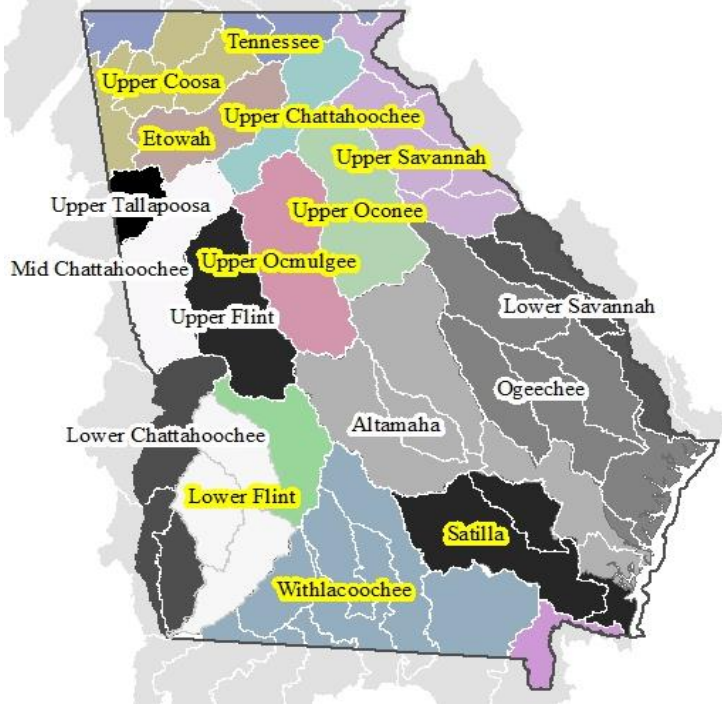 Tennessee
Upper Coosa
Upper Chattahoochee
Etowah
Upper Savannah
Upper Tallapoosa
Upper Oconee
Mid Chattahoochee
Upper Ocmulgee
Lower Savannah
Upper Flint
Ogeechee
Altamaha
Lower Chattahoochee
Lower Flint
Satilla
Withlacoochee